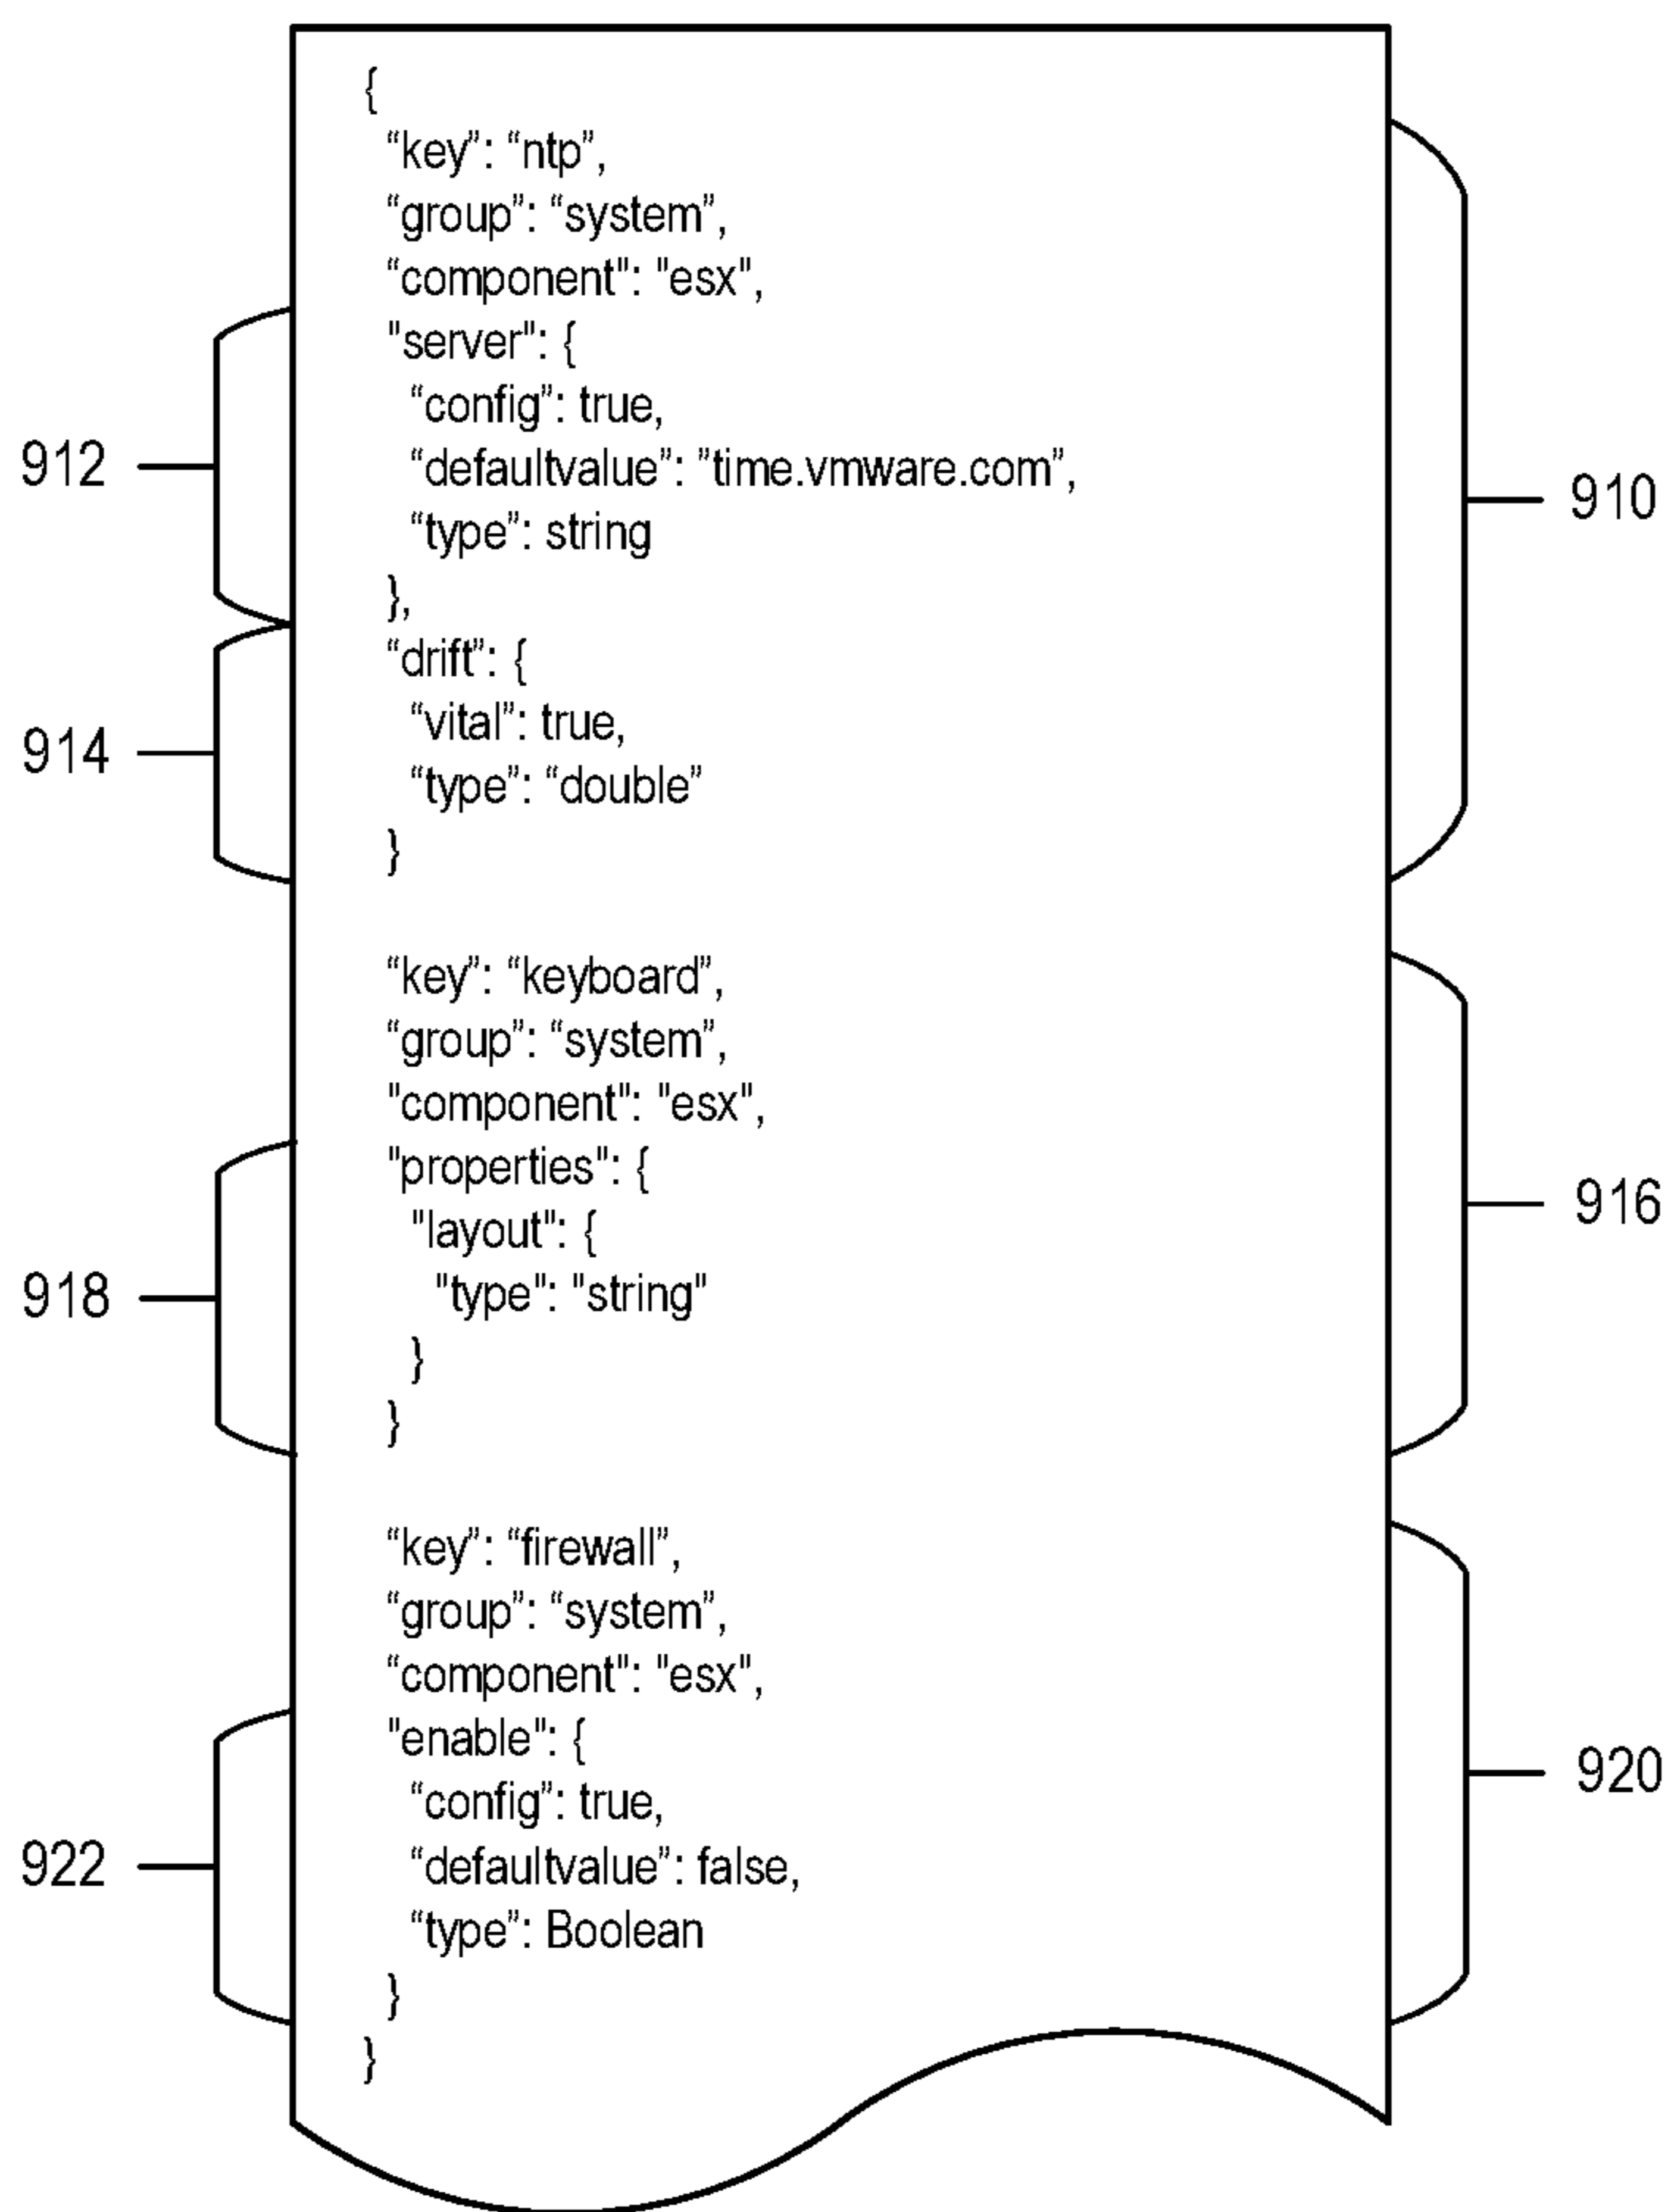 {
“key”: “ntp”,
“group”: “system”,
“component": "esx",
"server": {
“config”: true,
“defaultvalue”: “time.vmware.com”,
“type”: string
},
“drift”: {
“vital”: true,
“type”: “double”
}
“key”: “keyboard”,
“group”: “system”,
"component": "esx",
"properties": {
"layout": {
"type": "string"
}
}
“key”: “firewall”,
“group”: “system”,
“component": "esx",
"enable": {
“config”: true,
“defaultvalue”: false,
“type”: Boolean
}
}
912
914
918
922
910
916
920